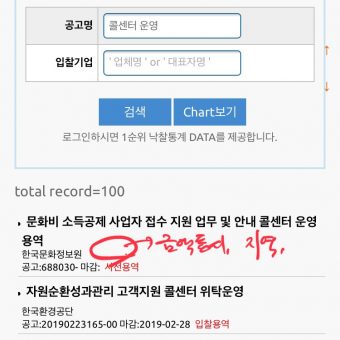 공고명
콜센터 운영
입찰기업
' 업체명 ' or ' 대표자명 '
검색
Chart보기
로그인하시면 1순위 낙찰통계 DATA를 제공합니다.
total record=100
문화비 소득공제 사업자 접수 지원 업무 및 안내 콜센터 운영
용역
한국문화정보원
공고:688030- 마감: 사전용역
지역,
자원순환성과관리 고객지원 콜센터 위탁운영
한국환경공단
공고:20190223165-00 마감:2019-02-28 입찰용역